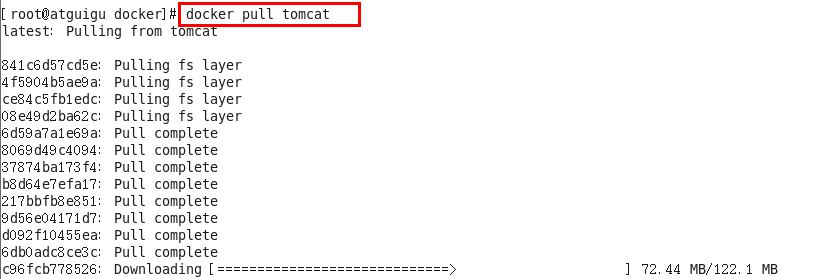 [root@atguigu docker]# docker pull tomcat
latest: Pulling from tomcat
841c6d57cd5e: Pulling fs layer
4f5904b5ae9a: Pulling fs layer
ce84c5fb1edc: Pulling fs layer
08e49d2ba62c: Pulling fs layer
6d59a7a1e69a: Pull complete
8069d49c4094: Pull complete
37874ba173f4: Pull complete
b8d64e7efa17: Pull complete
217bbfb8e851: Pull complete
9d56e04171d7: Pull complete
d092f10455ea: Pull complete
6db0adc8ce3c: Pull complete
c96fcb778526: Downloading [=============================>                     ] 72.44 MB/122.1 MB